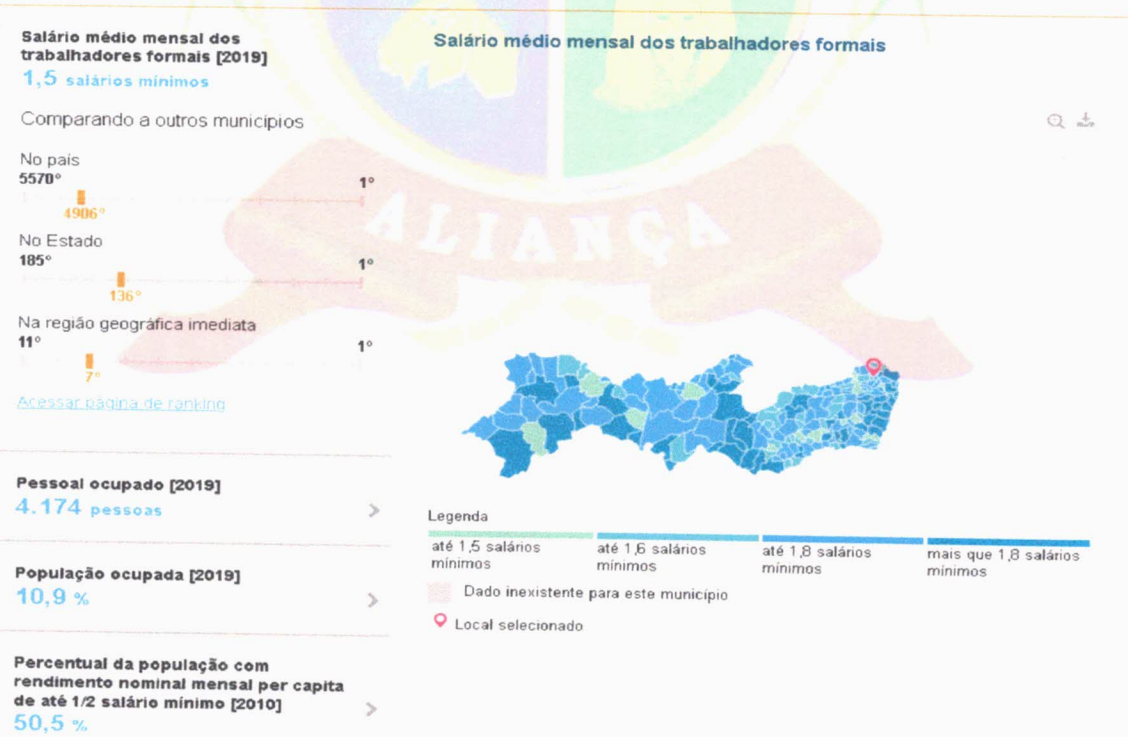 Salário médio mensal dos
trabalhadores formais [2019]
1,5 salários mínimos
Comparando a outros municípios
No país
5570°
1°
4906°
No Estado
185°
1°
136°
Na região geográfica imediata
11°
1°
7°
Acessar página de ranking
Pessoal ocupado [2019]
4.174 pessoas
População ocupada [2019]
10,9 %
Percentual da população com
rendimento nominal mensal per capita
de até 1/2 salário mínimo [2010]
50,5 %
Salário médio mensal dos trabalhadores formais
ALIANÇA
Legenda
até 1,5 salários
mínimos
até 1,6 salários
mínimos
até 1,8 salários
mínimos
mais que 1,8 salários
mínimos
Dado inexistente para este município
Local selecionado